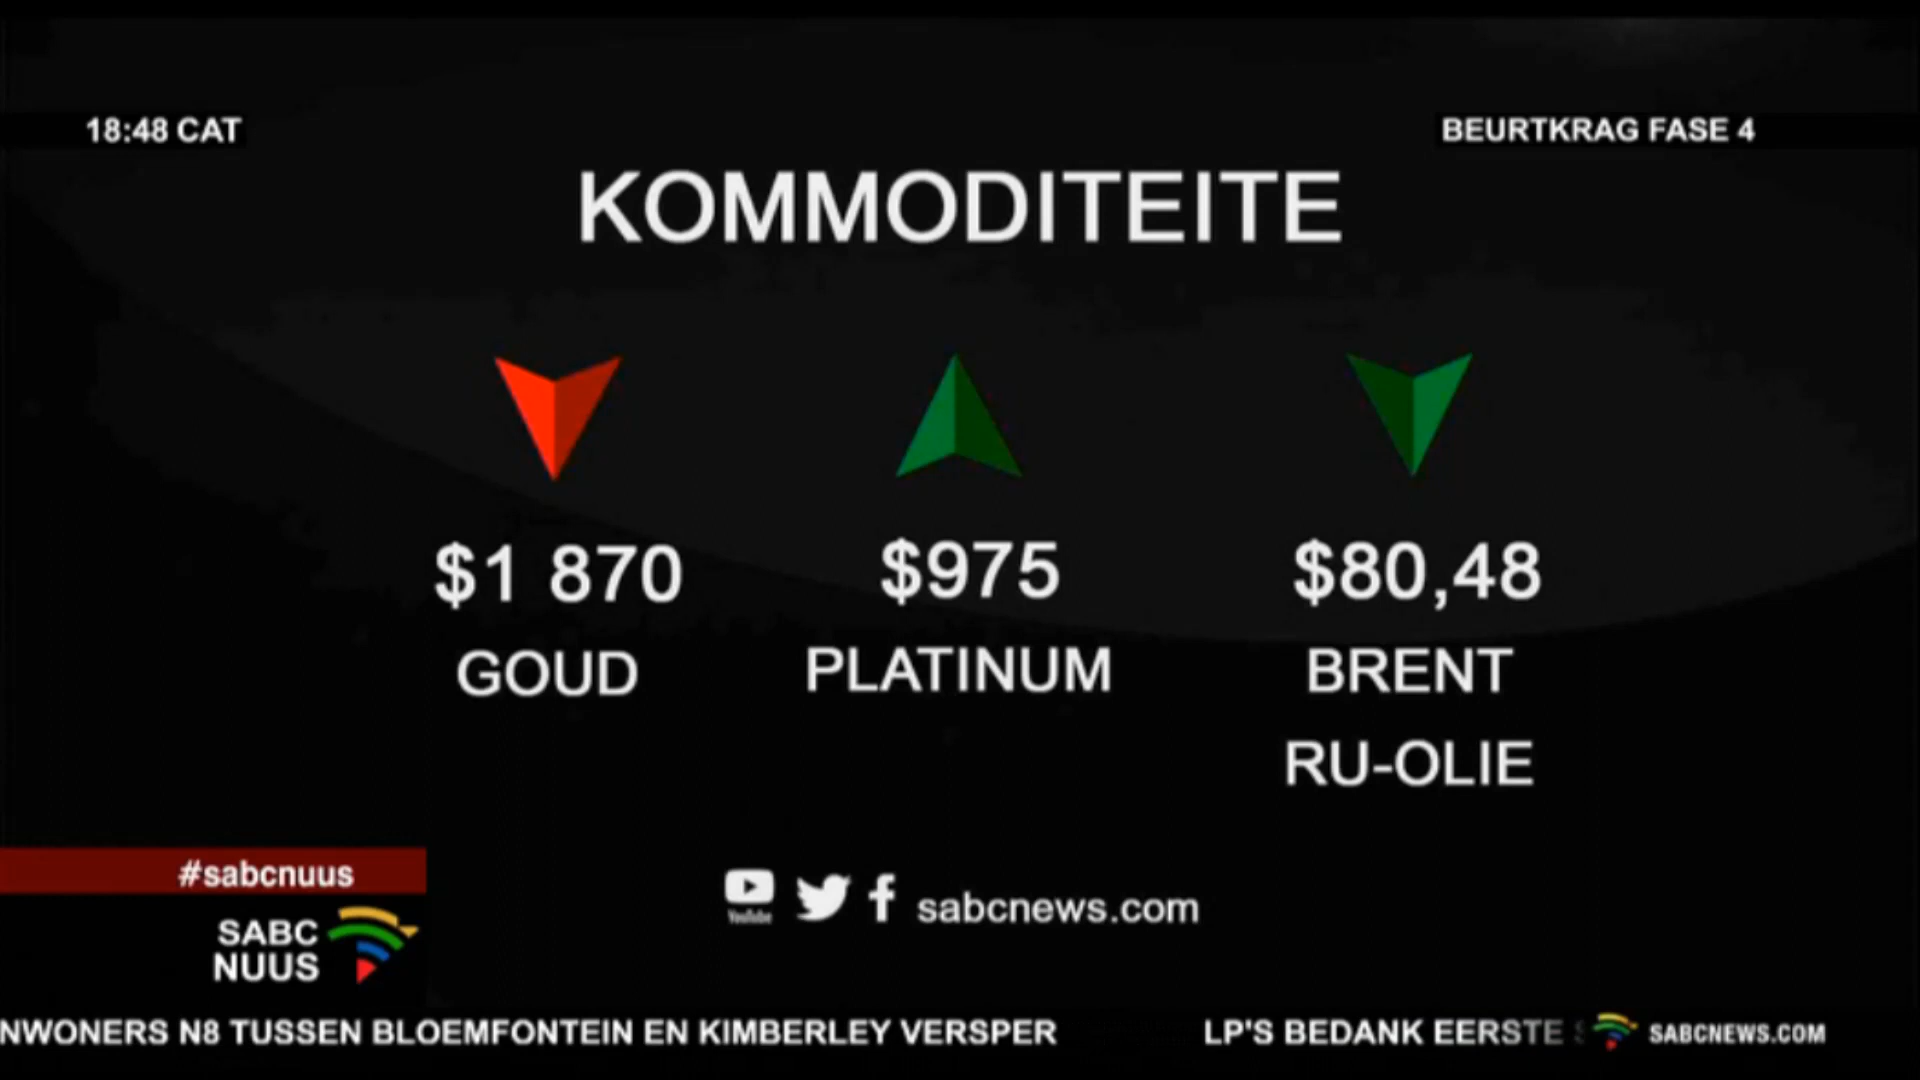 18:48 CAT
BEURTKRAG FASE 4
KOMMODITEITE
$1 870
$975
$80,48
GOUD
PLATINUM
BRENT
RU-OLIE
#sabcnuus
YouTube
sabcnews.com
SABC
NUUS
NWONERS N8 TUSSEN BLOEMFONTEIN EN KIMBERLEY VERSPER
LP'S BEDANK EERSTE
SABCNEWS.COM